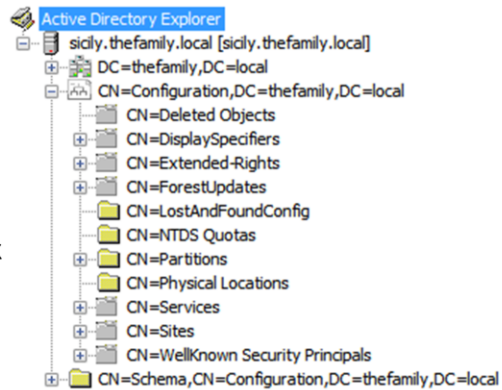 Active Directory Explorer
sicily.thefamily.local [sicily.thefamily.local]
DC=thefamily,DC=local
CN=Configuration,DC=thefamily,DC=local
CN=Deleted Objects
CN=DisplaySpecifiers
CN=Extended-Rights
CN=ForestUpdates
CN=LostAndFoundConfig
CN=NTDS Quotas
CN=Partitions
CN=Physical Locations
CN=Services
CN=Sites
CN=WellKnown Security Principals
CN=Schema,CN=Configuration,DC=thefamily,DC=local